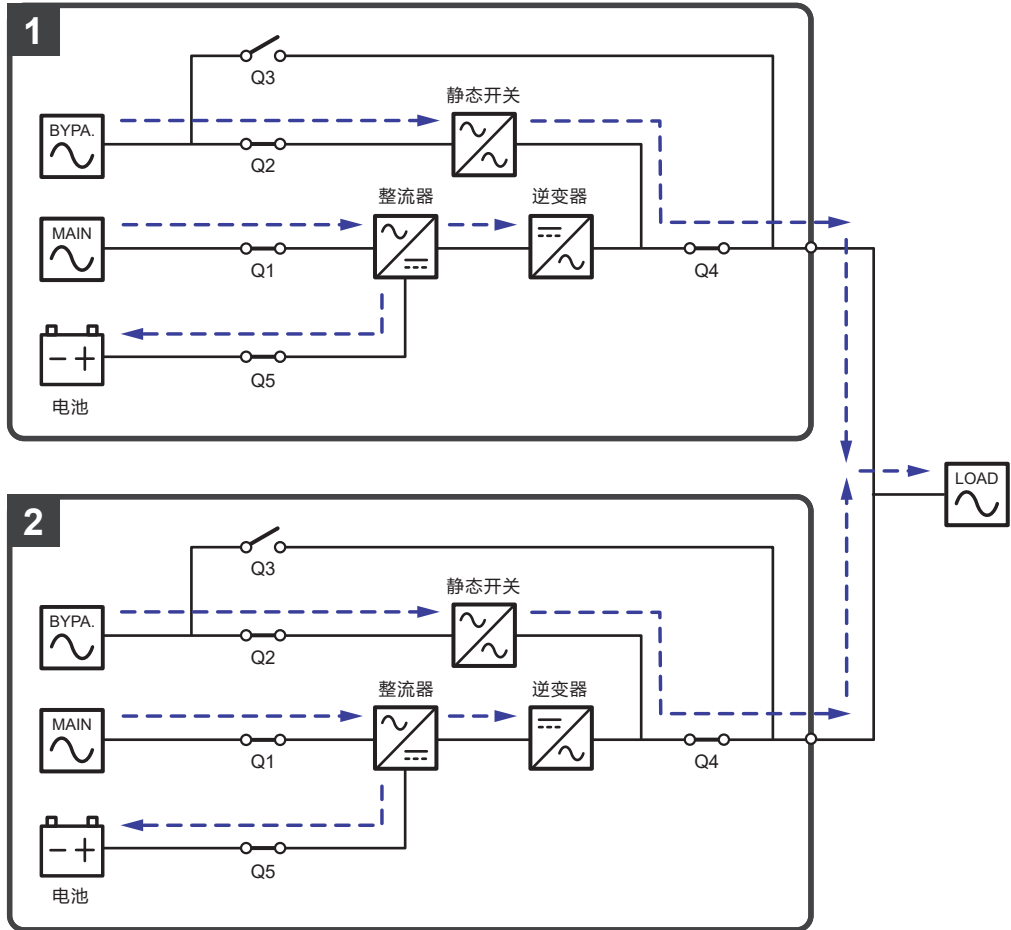 1
Q3
静态开关
BYPA.
Q2
整流器
逆变器
MAIN
Q1
Q4
Q5
电池
LOAD
2
Q3
静态开关
BYPA.
Q2
整流器
逆变器
MAIN
Q1
Q4
Q5
电池